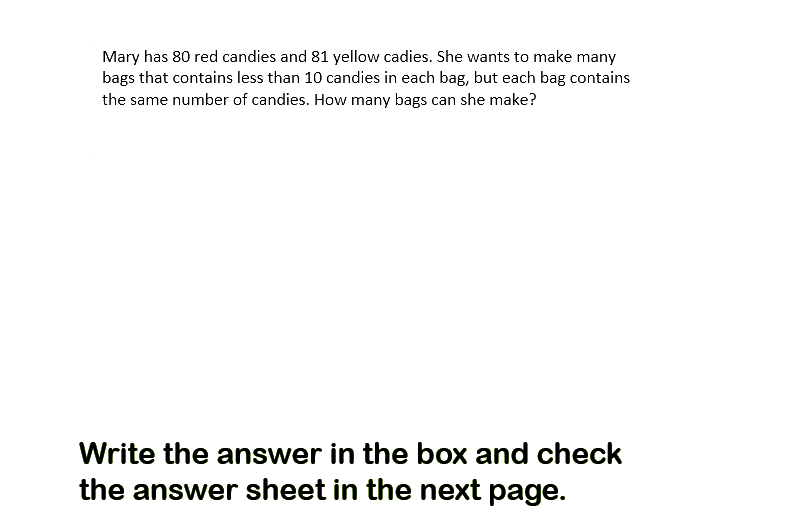 Mary has 80 red candies and 81 yellow cadies. She wants to make many
bags that contains less than 10 candies in each bag, but each bag contains
the same number of candies. How many bags can she make?
Write the answer in the box and check
the answer sheet in the next page.